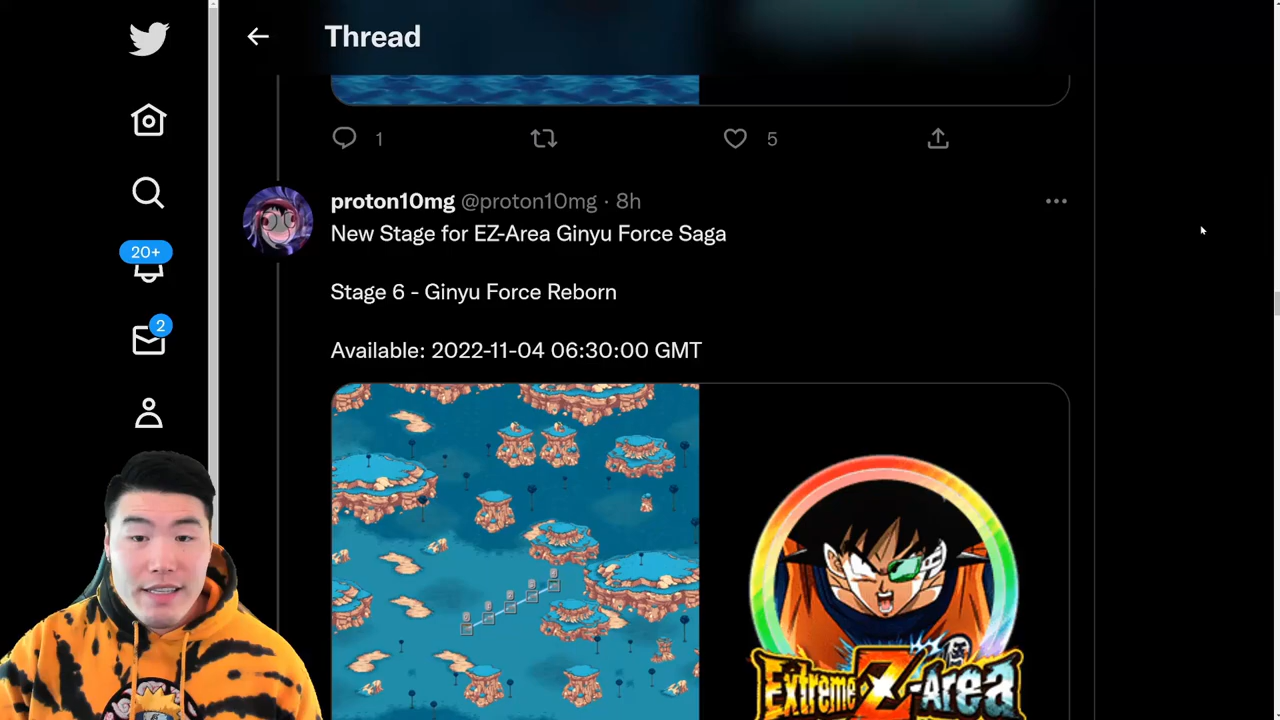 Thread
1
5
proton10mg @proton10mg · 8h
New Stage for EZ-Area Ginyu Force Saga
Stage 6 - Ginyu Force Reborn
Available: 2022-11-04 06:30:00 GMT
20+
2
Extreme Z-Area